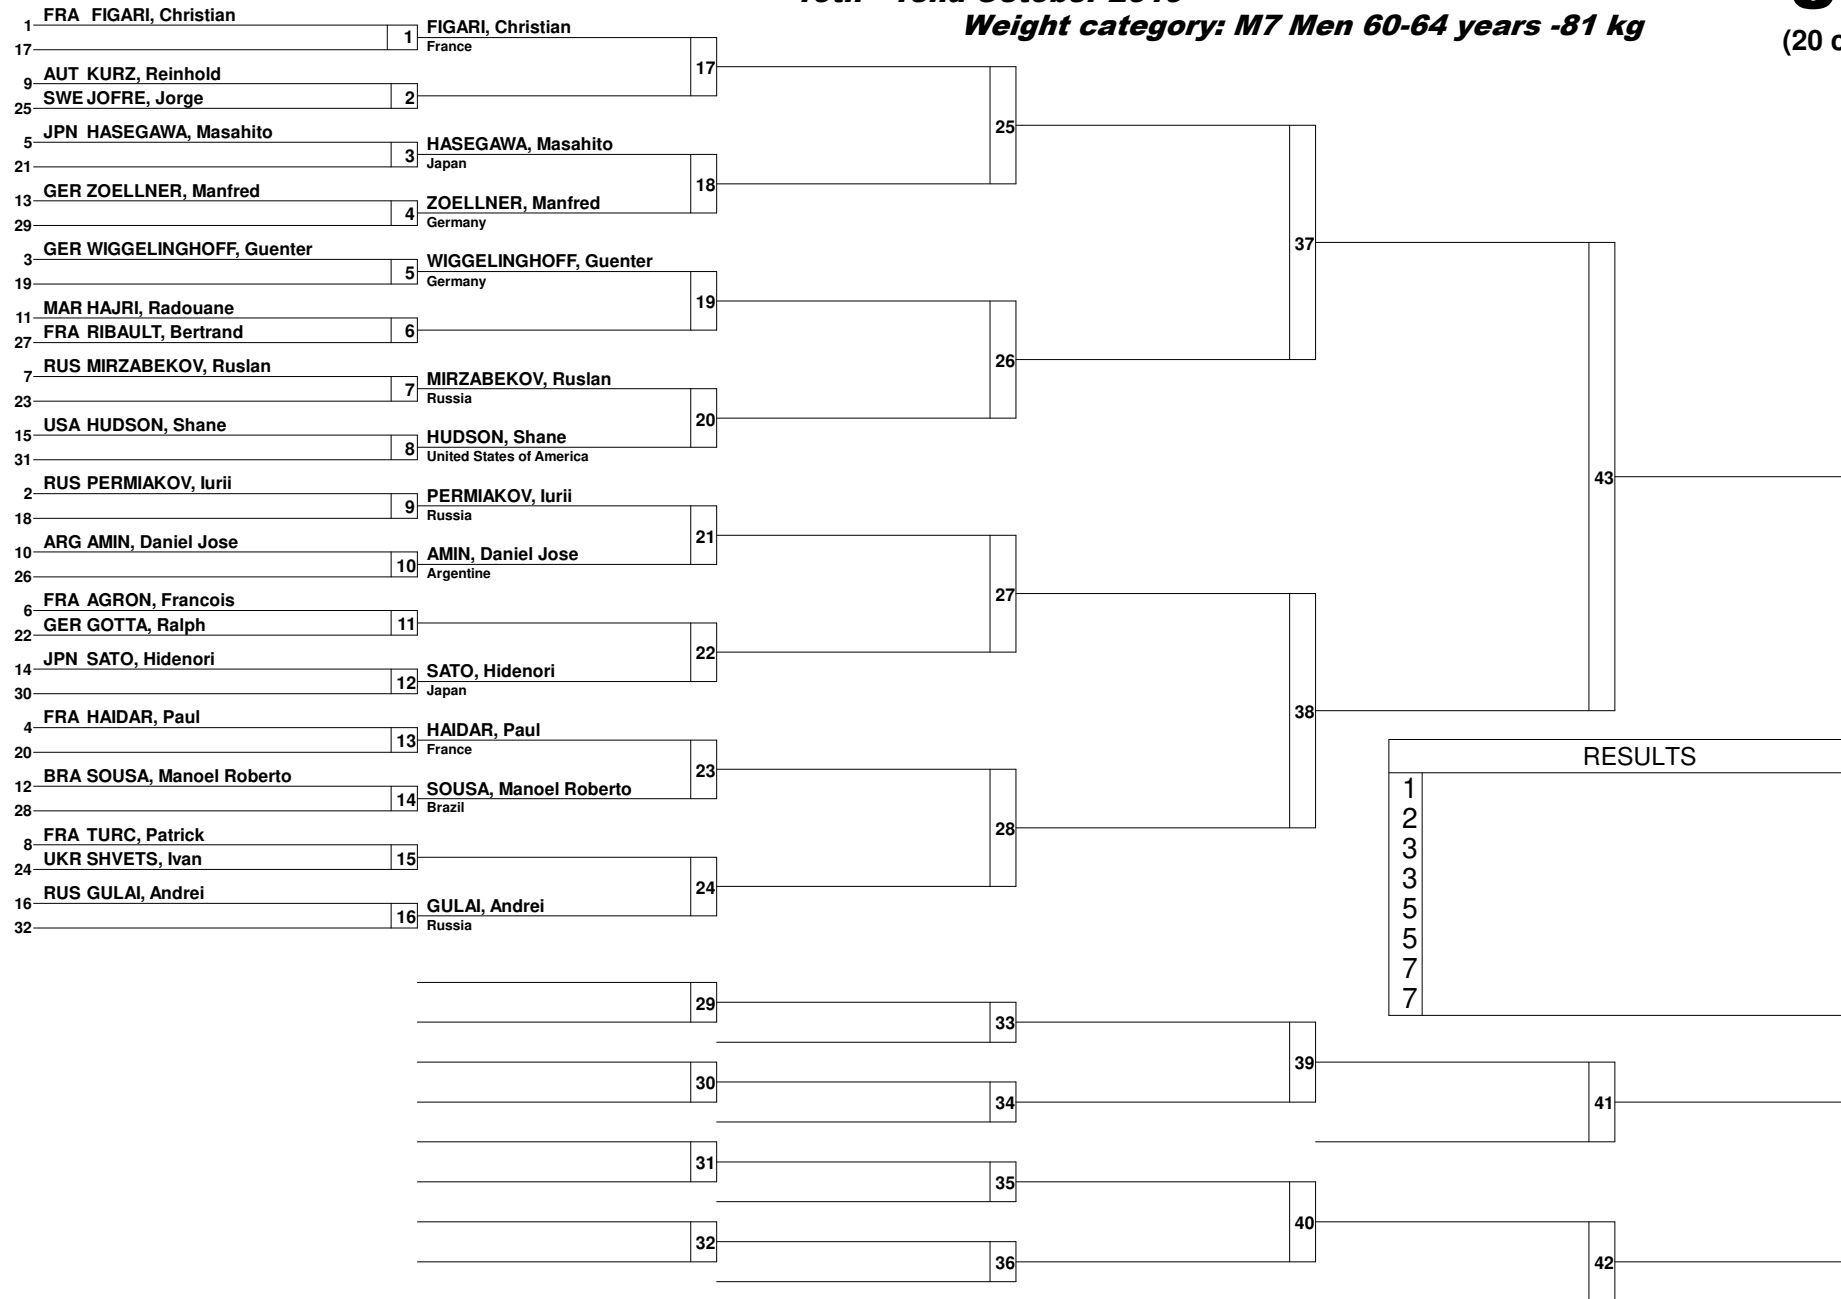 Weight category: M7 Men 60-64 years -81 kg
(20 c
1 FRA FIGARI, Christian
17
1
FIGARI, Christian
France
17
9 AUT KURZ, Reinhold
25 SWE JOFRE, Jorge
2
25
5 JPN HASEGAWA, Masahito
21
3
HASEGAWA, Masahito
Japan
18
13 GER ZOELLNER, Manfred
29
4
ZOELLNER, Manfred
Germany
37
3 GER WIGGELINGHOFF, Guenter
19
5
WIGGELINGHOFF, Guenter
Germany
19
11 MAR HAJRI, Radouane
27 FRA RIBAULT, Bertrand
6
26
7 RUS MIRZABEKOV, Ruslan
23
7
MIRZABEKOV, Ruslan
Russia
20
15 USA HUDSON, Shane
31
8
HUDSON, Shane
United States of America
43
2 RUS PERMIAKOV, Iurii
18
9
PERMIAKOV, Iurii
Russia
21
10 ARG AMIN, Daniel Jose
26
10
AMIN, Daniel Jose
Argentine
27
6 FRA AGRON, Francois
22 GER GOTTA, Ralph
11
22
14 JPN SATO, Hidenori
30
12
SATO, Hidenori
Japan
38
4 FRA HAIDAR, Paul
20
13
HAIDAR, Paul
France
23
12 BRA SOUSA, Manoel Roberto
28
14
SOUSA, Manoel Roberto
Brazil
28
8 FRA TURC, Patrick
24 UKR SHVETS, Ivan
15
24
16 RUS GULAI, Andrei
32
16
GULAI, Andrei
Russia
RESULTS
1
2
3
3
5
5
7
7
29
33
39
30
34
41
31
35
40
32
36
42